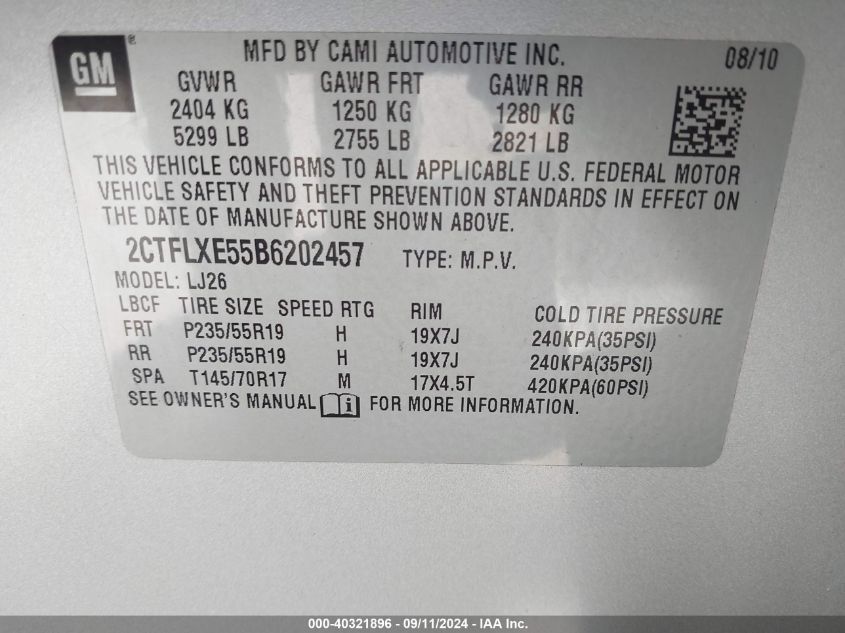 GM ®
MFD BY CAMI AUTOMOTIVE INC. 08/10
GVWR GAWR FRT GAWR RR
2404 KG 1250 KG 1280 KG
5299 LB 2755 LB 2821 LB
THIS VEHICLE CONFORMS TO ALL APPLICABLE U.S. FEDERAL MOTOR
VEHICLE SAFETY AND THEFT PREVENTION STANDARDS IN EFFECT ON
THE DATE OF MANUFACTURE SHOWN ABOVE.
2CTFLXE55B6202457 TYPE: M.P.V.
MODEL: LJ26
LBCF TIRE SIZE SPEED RTG RIM COLD TIRE PRESSURE
FRT P235/55R19 H 19X7J 240KPA(35PSI)
RR P235/55R19 H 19X7J 240KPA(35PSI)
SPA T145/70R17 M 17X4.5T 420KPA(60PSI)
SEE OWNER'S MANUAL i FOR MORE INFORMATION.
000-40321896 - 09/11/2024 - IAA Inc.